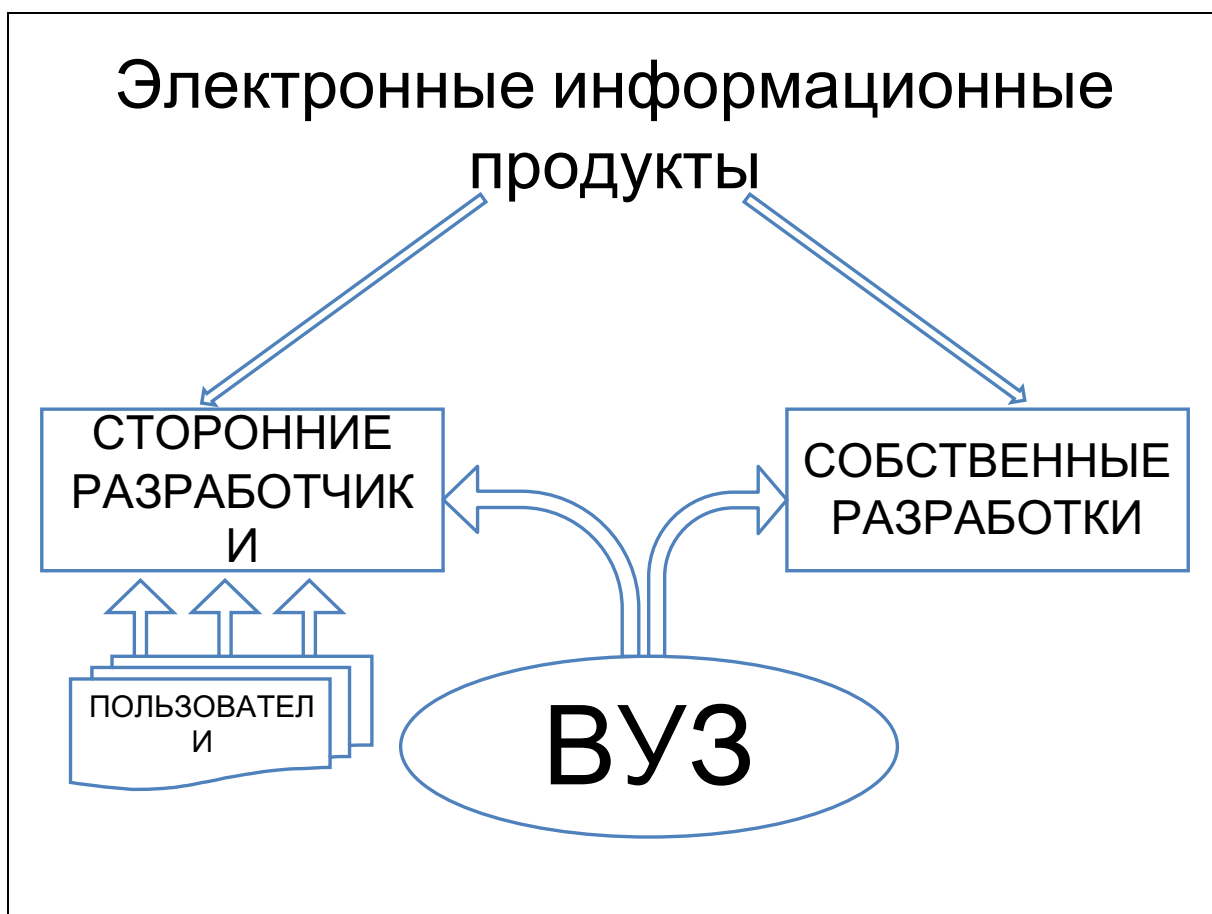 Электронные информационные
продукты
СТОРОННИЕ
РАЗРАБОТЧИК
И
СОБСТВЕННЫЕ
РАЗРАБОТКИ
ПОЛЬЗОВАТЕЛ
И
ВУЗ